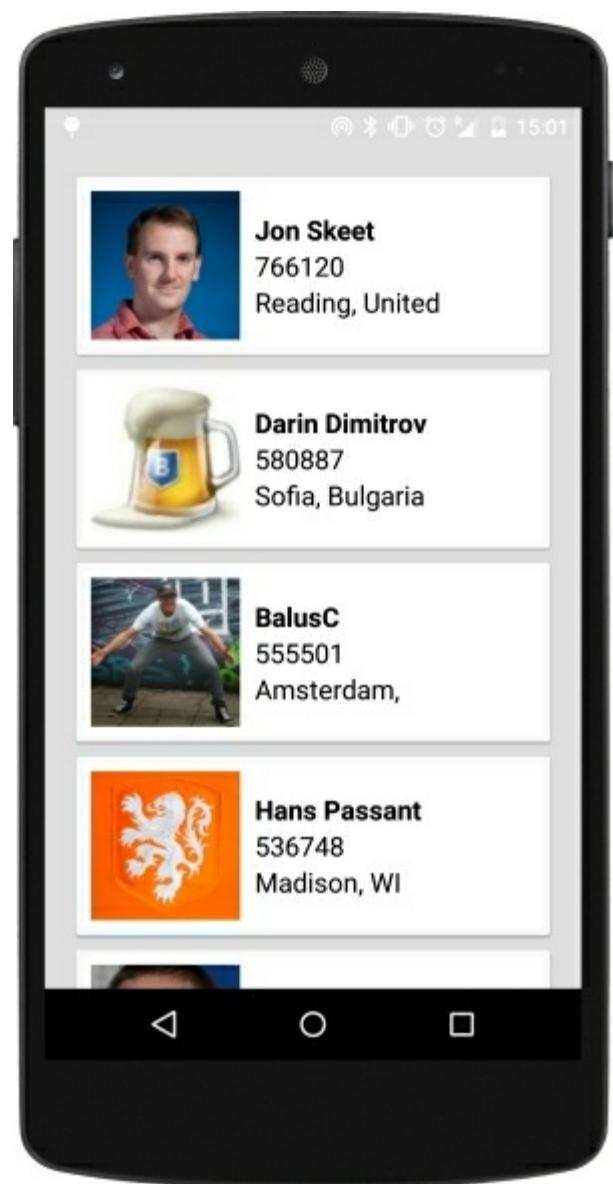 15:01
Jon Skeet
766120
Reading, United
B
Darin Dimitrov
580887
Sofia, Bulgaria
BalusC
555501
Amsterdam,
Hans Passant
536748
Madison, WI